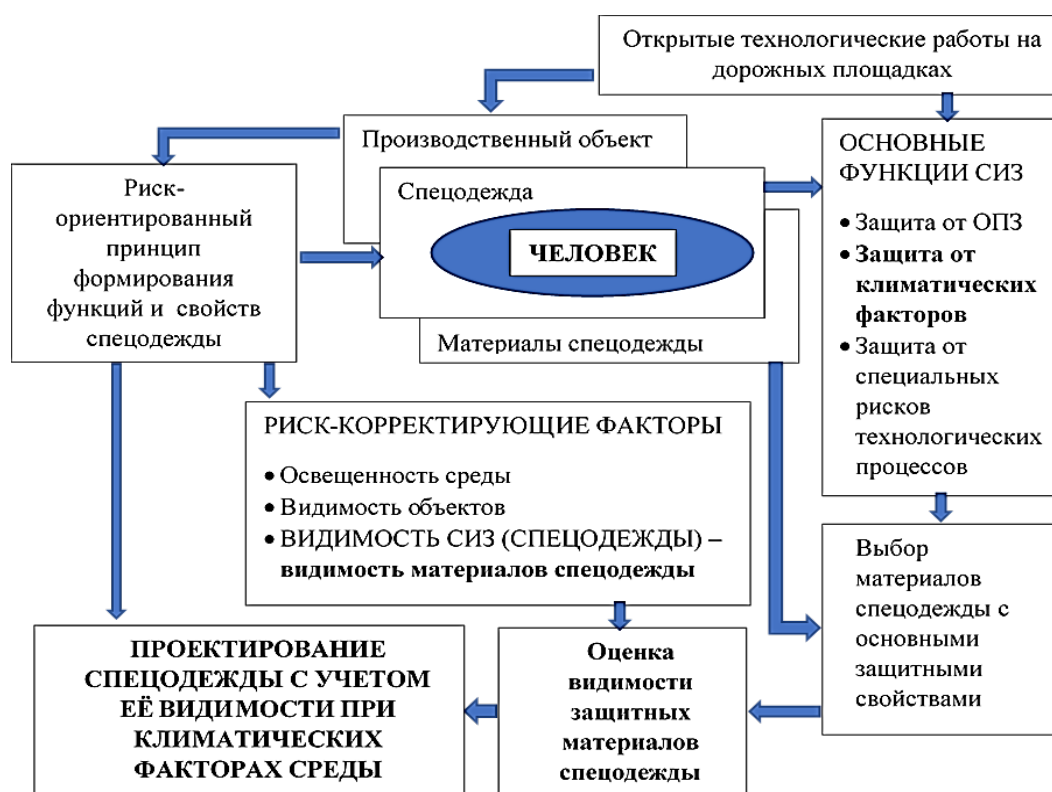 Открытые технологические работы на
дорожных площадках
Производственный объект
Спецодежда
ЧЕЛОВЕК
Материалы спецодежды
Риск-
ориентированный
принцип
формирования
функций и свойств
спецодежды
ОСНОВНЫЕ
ФУНКЦИИ СИЗ
• Защита от ОПЗ
• Защита от
климатических
факторов
• Защита от
специальных
рисков
технологических
процессов
РИСК-КОРРЕКТИРУЮЩИЕ ФАКТОРЫ
• Освещенность среды
• Видимость объектов
• ВИДИМОСТЬ СИЗ (СПЕЦОДЕЖДЫ) –
видимость материалов спецодежды
Выбор
материалов
спецодежды с
основными
защитными
свойствами
ПРОЕКТИРОВАНИЕ
СПЕЦОДЕЖДЫ С УЧЕТОМ
ЕЁ ВИДИМОСТИ ПРИ
КЛИМАТИЧЕСКИХ
ФАКТОРАХ СРЕДЫ
Оценка
видимости
защитных
материалов
спецодежды